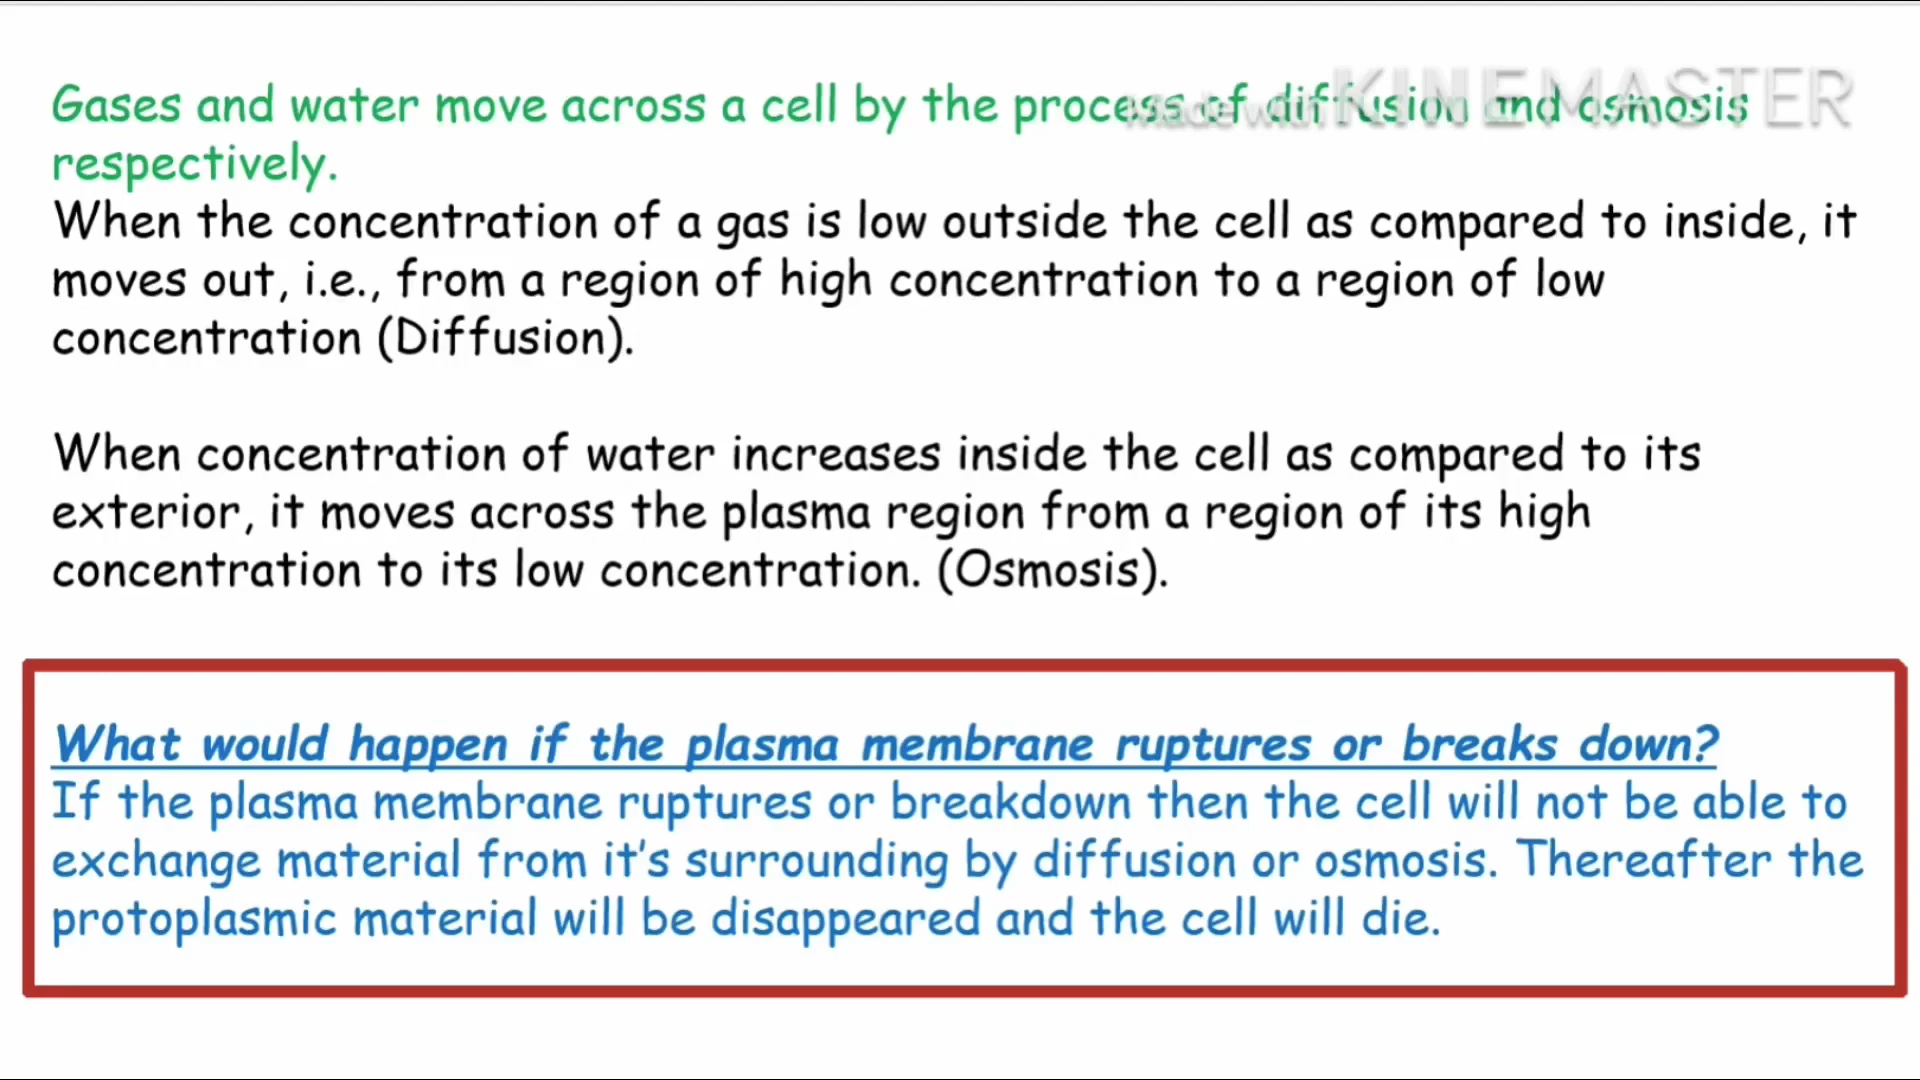 Gases and water move across a cell by the process of diffusion and osmosis
respectively.
When the concentration of a gas is low outside the cell as compared to inside, it
moves out, i.e., from a region of high concentration to a region of low
concentration (Diffusion).
When concentration of water increases inside the cell as compared to its
exterior, it moves across the plasma region from a region of its high
concentration to its low concentration. (Osmosis).
What would happen if the plasma membrane ruptures or breaks down?
If the plasma membrane ruptures or breakdown then the cell will not be able to
exchange material from it's surrounding by diffusion or osmosis. Thereafter the
protoplasmic material will be disappeared and the cell will die.
Made with KINEMASTER